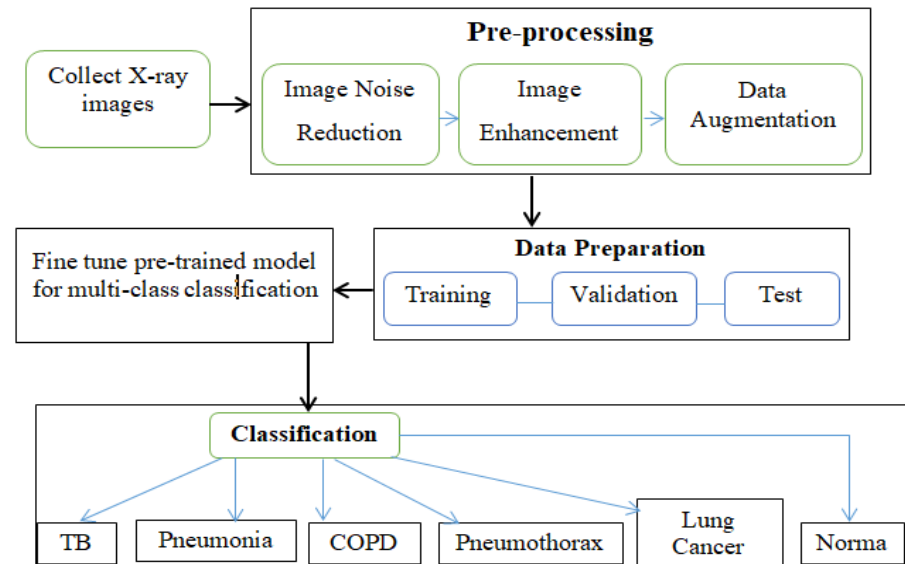 Pre-processing
Collect X-ray
images
Image Noise
Reduction
Image
Enhancement
Data
Augmentation
Data Preparation
Training
Validation
Test
Fine tune pre-trained model
for multi-class classification
Classification
TB
Pneumonia
COPD
Pneumothorax
Lung
Cancer
Norma